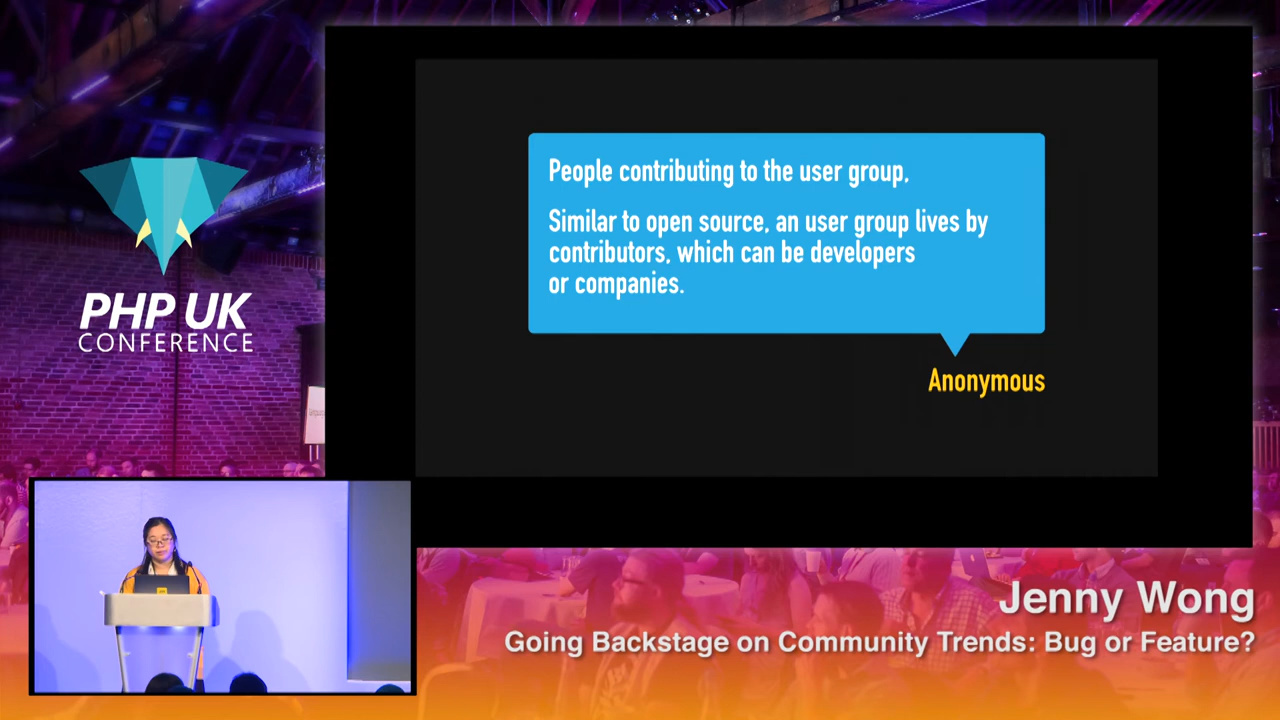 People contributing to the user group,
Similar to open source, an user group lives by
contributors, which can be developers
or companies.
Anonymous
PHP UK
CONFERENCE
Jenny Wong
Going Backstage on Community Trends: Bug or Feature?